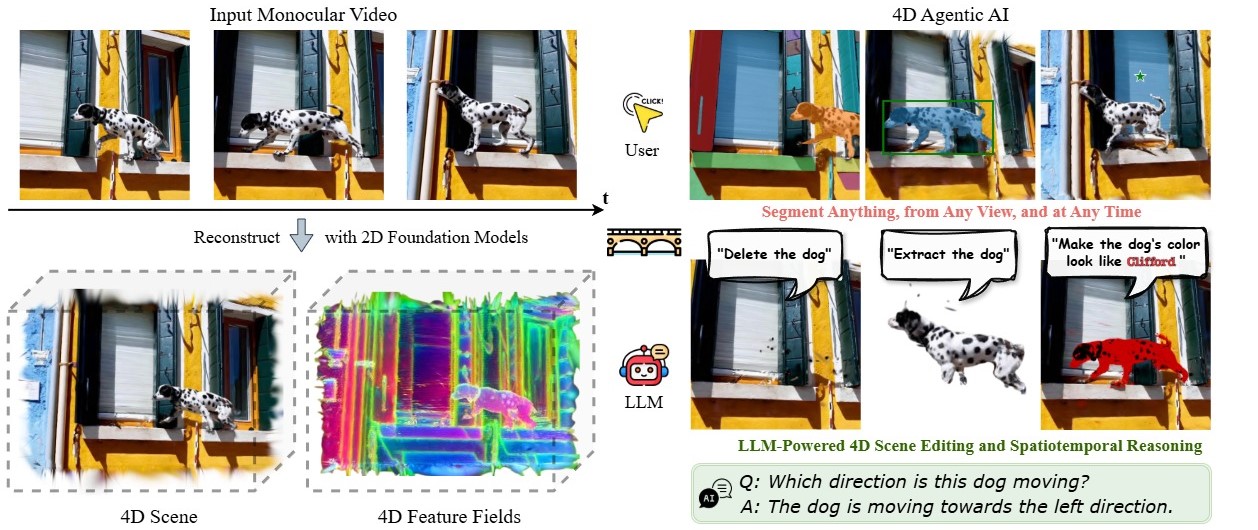 Input Monocular Video
t
Reconstruct with 2D Foundation Models
4D Scene
4D Feature Fields
4D Agentic AI
CLICK!
User
Segment Anything, from Any View, and at Any Time
"Delete the dog"
"Extract the dog"
"Make the dog's color
look like Clifford "
LLM
LLM-Powered 4D Scene Editing and Spatiotemporal Reasoning
AI
Q: Which direction is this dog moving?
A: The dog is moving towards the left direction.